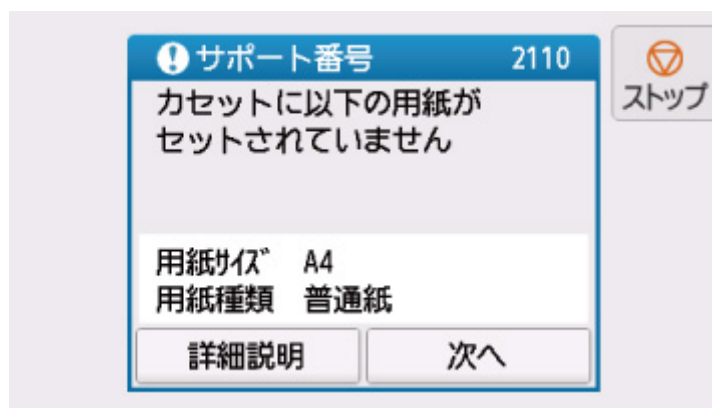 サポート番号 2110
ストップ
カセットに以下の用紙が
セットされていません
用紙ｻｲｽﾞ A4
用紙種類 普通紙
詳細説明 次へ